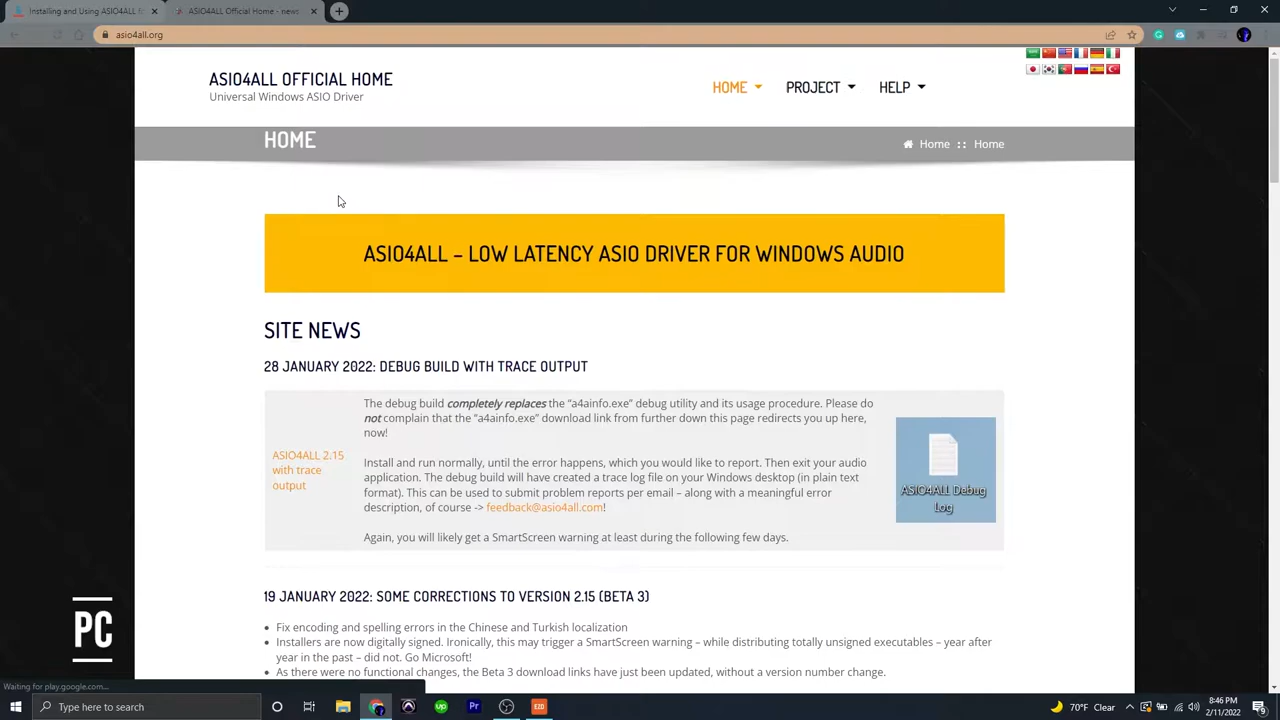 Installing and Using ASIO4ALL fo
ASIO4ALL Official Home - news
asio4all.org
ASIO4ALL OFFICIAL HOME
Universal Windows ASIO Driver
HOME
PROJECT
HELP
HOME
Home :: Home
ASIO4ALL – LOW LATENCY ASIO DRIVER FOR WINDOWS AUDIO
SITE NEWS
28 JANUARY 2022: DEBUG BUILD WITH TRACE OUTPUT
ASIO4ALL 2.15
with trace
output
The debug build completely replaces the “a4ainfo.exe” debug utility and its usage procedure. Please do
not complain that the “a4ainfo.exe” download link from further down this page redirects you up here,
now!
Install and run normally, until the error happens, which you would like to report. Then exit your audio
application. The debug build will have created a trace log file on your Windows desktop (in plain text
format). This can be used to submit problem reports per email – along with a meaningful error
description, of course -> feedback@asio4all.com!
Again, you will likely get a SmartScreen warning at least during the following few days.
ASIO4ALL Debug
Log
19 JANUARY 2022: SOME CORRECTIONS TO VERSION 2.15 (BETA 3)
Fix encoding and spelling errors in the Chinese and Turkish localization
Installers are now digitally signed. Ironically, this may trigger a SmartScreen warning – while distributing totally unsigned executables – year after
year in the past – did not. Go Microsoft!
As there were no functional changes, the Beta 3 download links have just been updated, without a version number change.
PC
Waiting for play.google.com...
Type here to search
up
Pr
EZD
70°F Clear
8:46 PM
2/11/2022